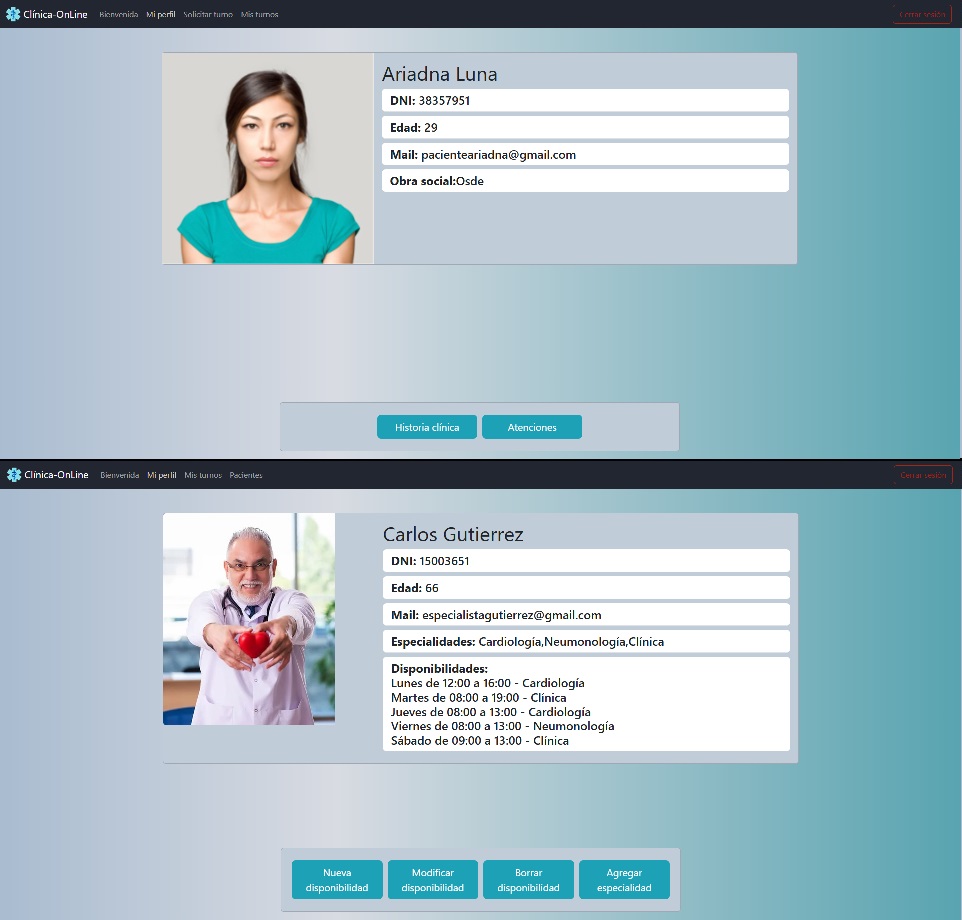 Clínica-OnLine Bienvenida Mi perfil Solicitar turno Mis turnos Cerrar sesión
Ariadna Luna
DNI: 38357951
Edad: 29
Mail: pacienteariadna@gmail.com
Obra social:Osde
Historia clínica Atenciones
Clínica-OnLine Bienvenida Mi perfil Mis turnos Pacientes Cerrar sesión
Carlos Gutierrez
DNI: 15003651
Edad: 66
Mail: especialistagutierrez@gmail.com
Especialidades: Cardiología,Neumonología,Clínica
Disponibilidades:
Lunes de 12:00 a 16:00 - Cardiología
Martes de 08:00 a 19:00 - Clínica
Jueves de 08:00 a 13:00 - Cardiología
Viernes de 08:00 a 13:00 - Neumonología
Sábado de 09:00 a 13:00 - Clínica
Nueva disponibilidad
Modificar disponibilidad
Borrar disponibilidad
Agregar especialidad